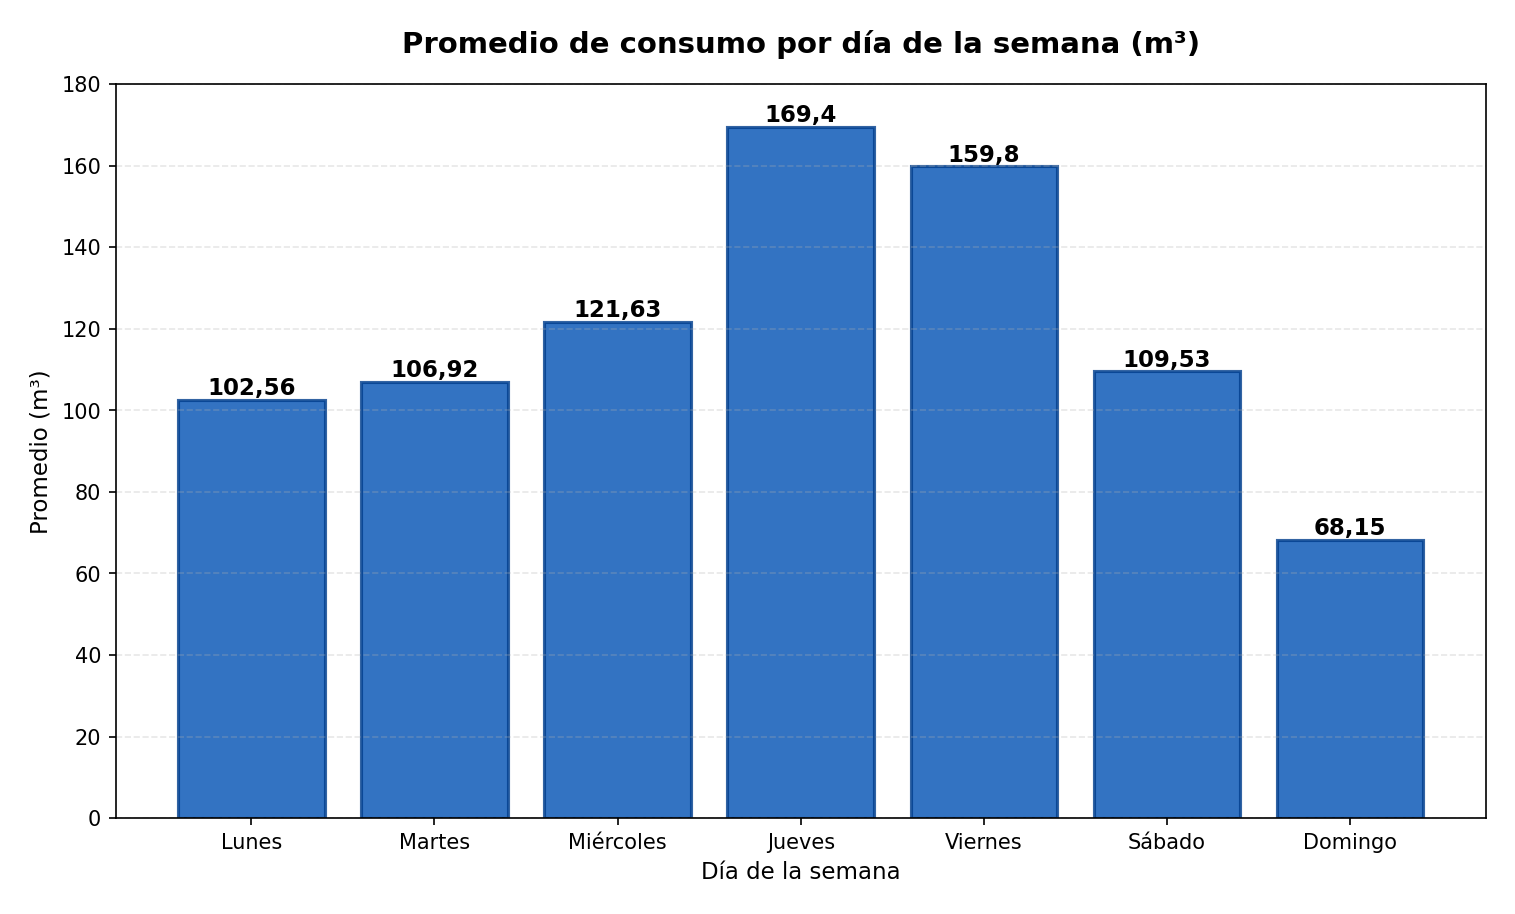 Promedio de consumo por día de la semana (m³)
180
160
140
120
100
80
60
40
20
0
Promedio (m³)
102,56
106,92
121,63
169,4
159,8
109,53
68,15
Lunes
Martes
Miércoles
Jueves
Viernes
Sábado
Domingo
Día de la semana